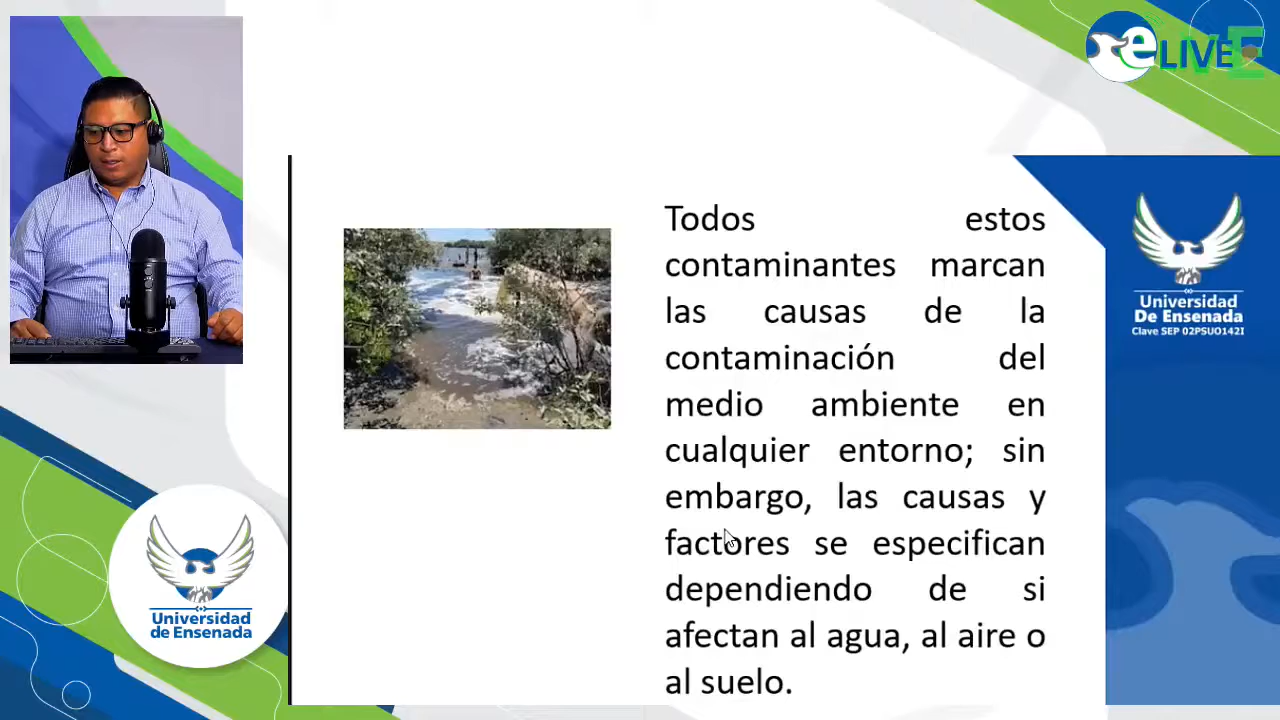 eLIVE
Todos estos
contaminantes marcan
las causas de la
contaminación del
medio ambiente en
cualquier entorno; sin
embargo, las causas y
factores se especifican
dependiendo de si
afectan al agua, al aire o
al suelo.
Universidad
De Ensenada
Clave SEP 02PSU0142I
Universidad
de Ensenada